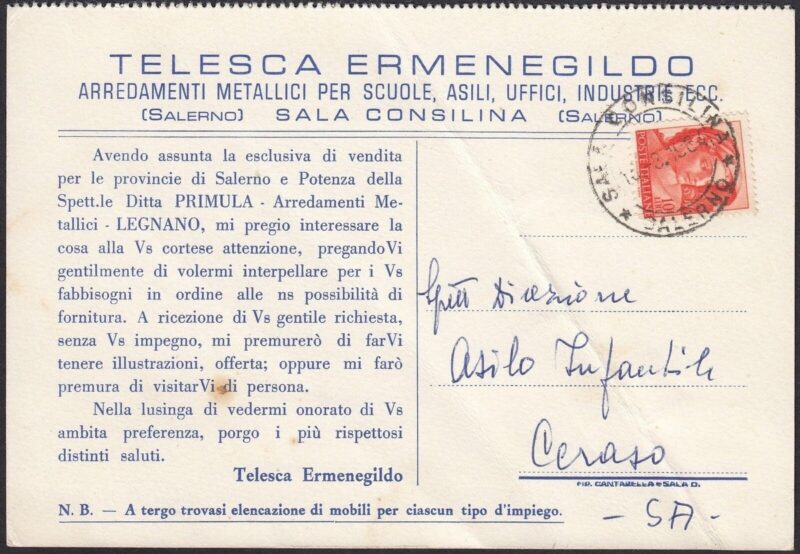 TELESCA ERMENEGILDO
ARREDAMENTI METALLICI PER SCUOLE, ASILI, UFFICI, INDUSTRIE, ECC.
(SALERNO) SALA CONSILINA (SALERNO)
SALA CONSILINA
SALERNO
POSTE ITALIANE
10
Avendo assunta la esclusiva di vendita
per le provincie di Salerno e Potenza della
Spett.le Ditta PRIMULA - Arredamenti Me-
tallici - LEGNANO, mi pregio interessare la
cosa alla Vs cortese attenzione, pregandoVi
gentilmente di volermi interpellare per i Vs
fabbisogni in ordine alle ns possibilità di
fornitura. A ricezione di Vs gentile richiesta,
senza Vs impegno, mi premurerò di farVi
tenere illustrazioni, offerta; oppure mi farò
premura di visitarVi di persona.
Nella lusinga di vedermi onorato di Vs
ambita preferenza, porgo i più rispettosi
distinti saluti.
Telesca Ermenegildo
N. B. — A tergo trovasi elencazione di mobili per ciascun tipo d'impiego.
Spett Direzione
Asilo Infantile
Ceraso
TIP. CANTARELLA - SALA C.
- SA -